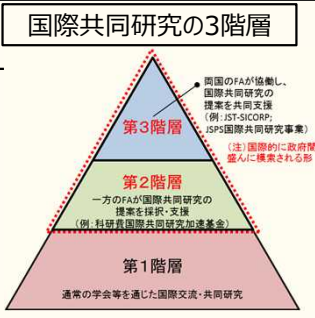 国際共同研究の3階層
両国のFAが協働し、
国際共同研究の
提案を共同支援
(例:JST-SICORP;
JSPS国際共同研究事業)
(注)国際的に政府間
盛んに模索される形
第3階層
第2階層
一方のFAが国際共同研究の
提案を採択・支援
(例:科研費国際共同研究加速基金)
第1階層
通常の学会等を通じた国際交流・共同研究